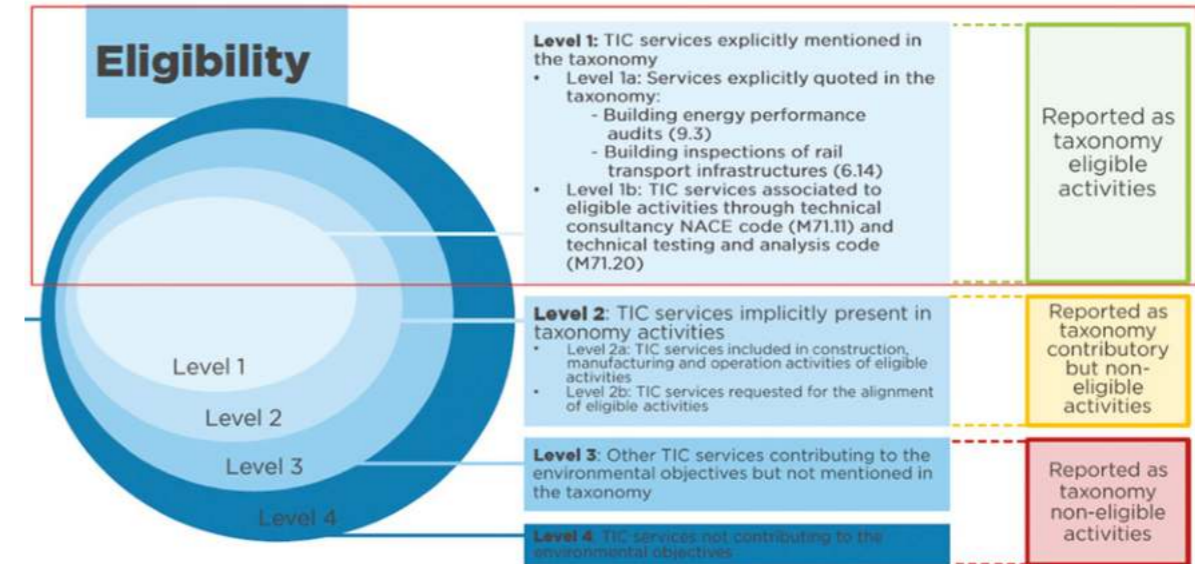 Eligibility
Level 1
Level 2
Level 3
Level 4
Level 1: TIC services explicitly mentioned in
the taxonomy
• Level 1a: Services explicitly quoted in the
taxonomy:
- Building energy performance
audits (9.3)
- Building inspections of rail
transport infrastructures (6.14)
• Level 1b: TIC services associated to
eligible activities through technical
consultancy NACE code (M71.11) and
technical testing and analysis code
(M71.20)
Reported as
taxonomy
eligible
activities
Level 2: TIC services implicitly present in
taxonomy activities
• Level 2a: TIC services included in construction,
manufacturing and operation activities of eligible
activities
• Level 2b: TIC services requested for the alignment
of eligible activities
Reported as
taxonomy
contributory
but non-
eligible
activities
Level 3: Other TIC services contributing to the
environmental objectives but not mentioned in
the taxonomy
Level 4: TIC services not contributing to the
environmental objectives
Reported as
taxonomy
non-eligible
activities